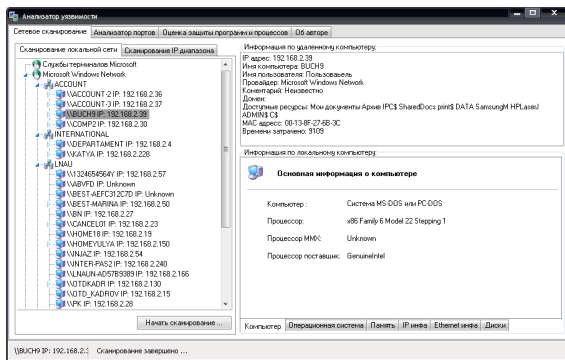 Анализатор уязвимости
Сетевое сканирование
Анализатор портов
Оценка защиты программ и процессов
Об авторе
Сканирование локальной сети
Сканирование IP диапазона
Службы терминалов Microsoft
Microsoft Windows Network
ACCOUNT
\\ACCOUNT-2 IP: 192.168.2.36
\\ACCOUNT-3 IP: 192.168.2.37
\\BUCH9 IP: 192.168.2.39
\\COMP2 IP: 192.168.2.30
INTERNATIONAL
\\DEPARTAMENT IP: 192.168.2.4
\\KATYA IP: 192.168.2.228
LNAU
\\1324654564Y IP: 192.168.2.57
\\ABVFD IP: Unknown
\\BEST-AEFC312C7D IP: Unknown
\\BEST-MARINA IP: 192.168.2.50
\\BN IP: 192.168.2.27
\\CANCEL01 IP: 192.168.2.23
\\HOME18 IP: 192.168.2.19
\\HOMEYULYA IP: 192.168.2.150
\\INJAZ IP: 192.168.2.54
\\INTER-PAS2 IP: 192.168.2.240
\\LNAUN-AD57B9389 IP: 192.168.2.166
\\OTDKADR IP: 192.168.2.130
\\OTD_KADROV IP: 192.168.2.15
\\PK IP: 192.168.2.28
Начать сканирование ...
Информация по удаленному компьютеру:
IP адрес: 192.168.2.39
Имя компьютера: BUCH9
Имя пользователя: Пользователь
Провайдер: Microsoft Windows Network
Коментарий: Неизвестно
Домен:
Доступные ресурсы: Мои документы Архив IPC$ SharedDocs print$ DATA SamsungM HPLaserJ
ADMIN$ C$
MAC адресс: 00-13-8F-27-6B-3C
Времени затрачено: 9109
Информация по локальному компьютеру:
Основная информация о компьютере
Компьютер : Система MS-DOS или PC-DOS
Процессор: x86 Family 6 Model 22 Stepping 1
Процессор MMX: Unknown
Процессор поставщик: GenuineIntel
Компьютер
Операционная система
Память
IP инфа
Ethernet инфа
Диски
\\BUCH9 IP: 192.168.2.3
Сканирование завершено ...